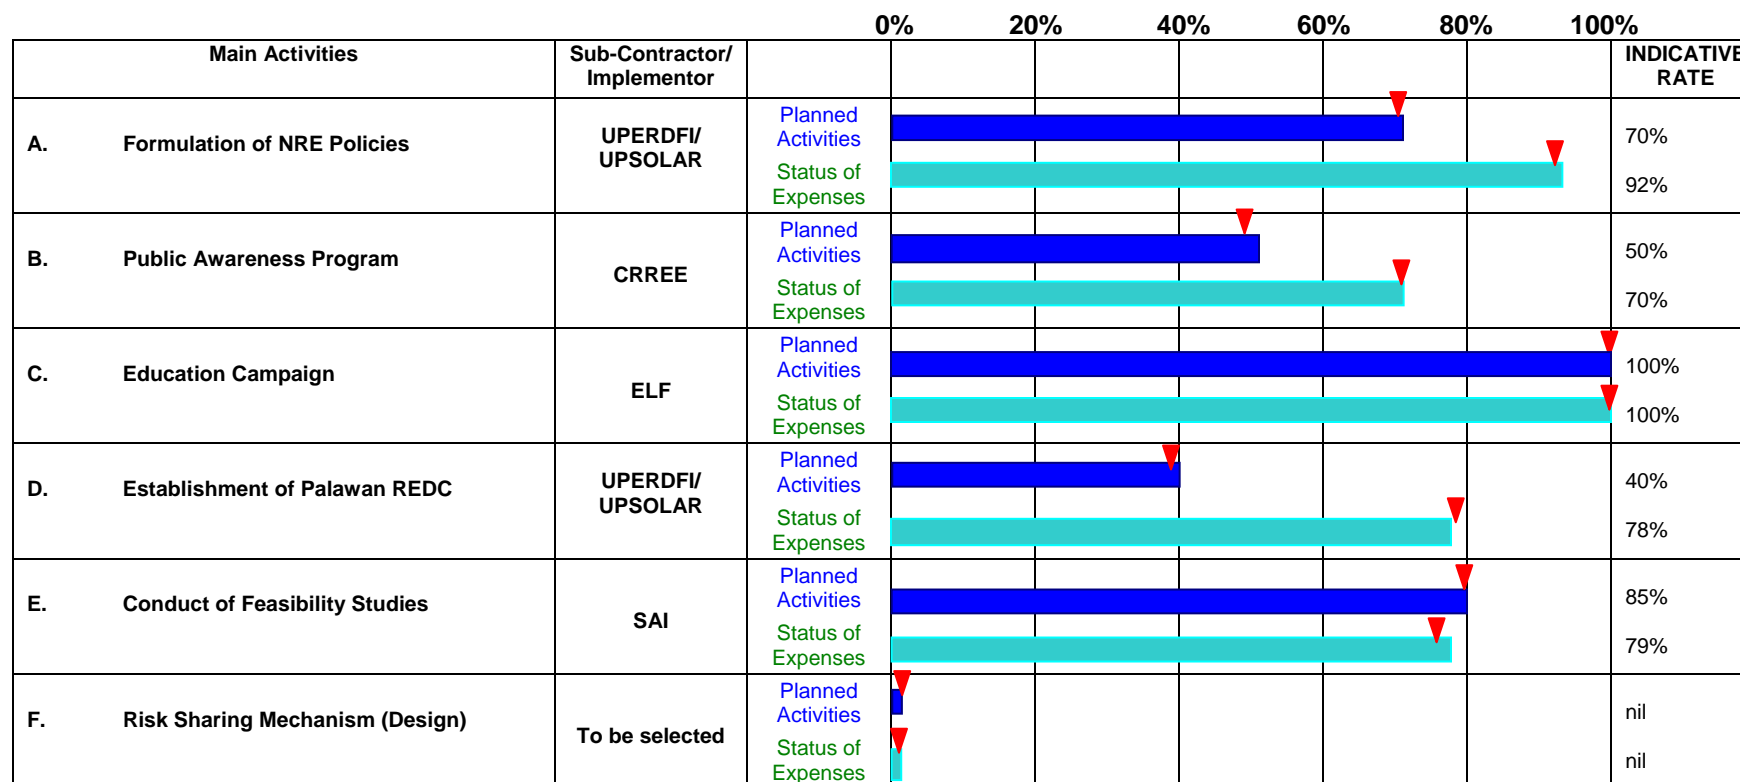 0% 20% 40% 60% 80% 100%
Main Activities Sub-Contractor/ INDICATIVE
Implementor RATE
A. Formulation of NRE Policies
UPERDFI/
UPSOLAR
Planned
Activities
70%
Status of
Expenses
92%
B. Public Awareness Program
CRREE
Planned
Activities
50%
Status of
Expenses
70%
C. Education Campaign
ELF
Planned
Activities
100%
Status of
Expenses
100%
D. Establishment of Palawan REDC
UPERDFI/
UPSOLAR
Planned
Activities
40%
Status of
Expenses
78%
E. Conduct of Feasibility Studies
SAI
Planned
Activities
85%
Status of
Expenses
79%
F. Risk Sharing Mechanism (Design)
To be selected
Planned
Activities
nil
Status of
Expenses
nil